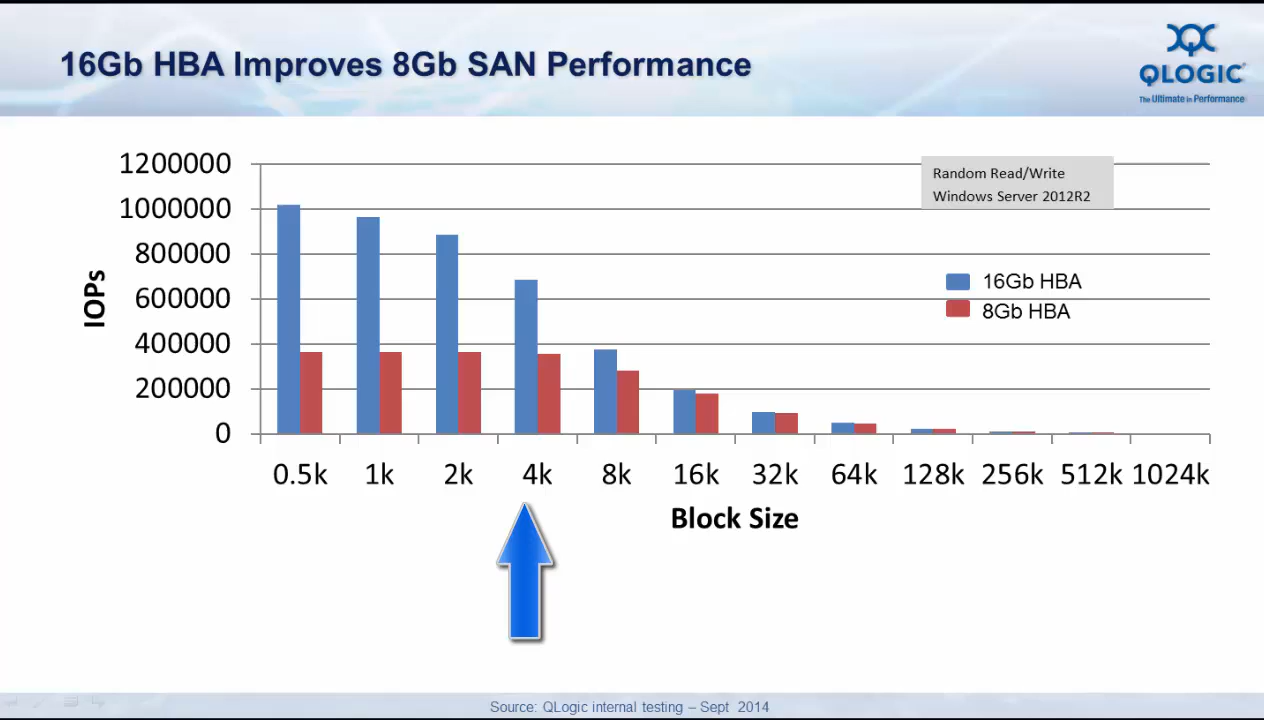 16Gb HBA Improves 8Gb SAN Performance
QLOGIC
The Ultimate in Performance
1200000
1000000
800000
600000
400000
200000
0
IOPs
Random Read/Write
Windows Server 2012R2
16Gb HBA
8Gb HBA
0.5k 1k 2k 4k 8k 16k 32k 64k 128k 256k 512k 1024k
Block Size
Source: QLogic internal testing – Sept 2014